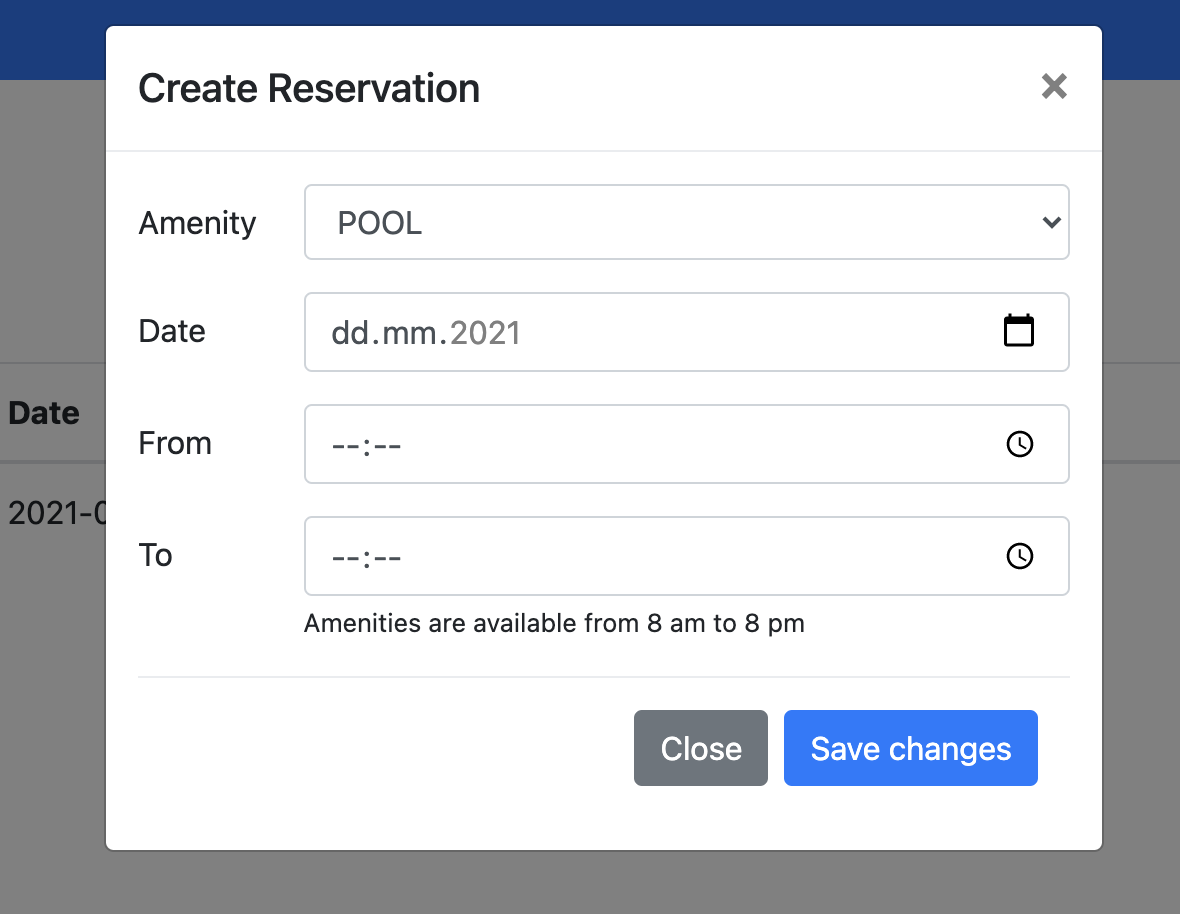 Create Reservation ×
Amenity POOL
Date dd.mm.2021
Date
From --:--
2021-0
To --:--
Amenities are available from 8 am to 8 pm
Close Save changes